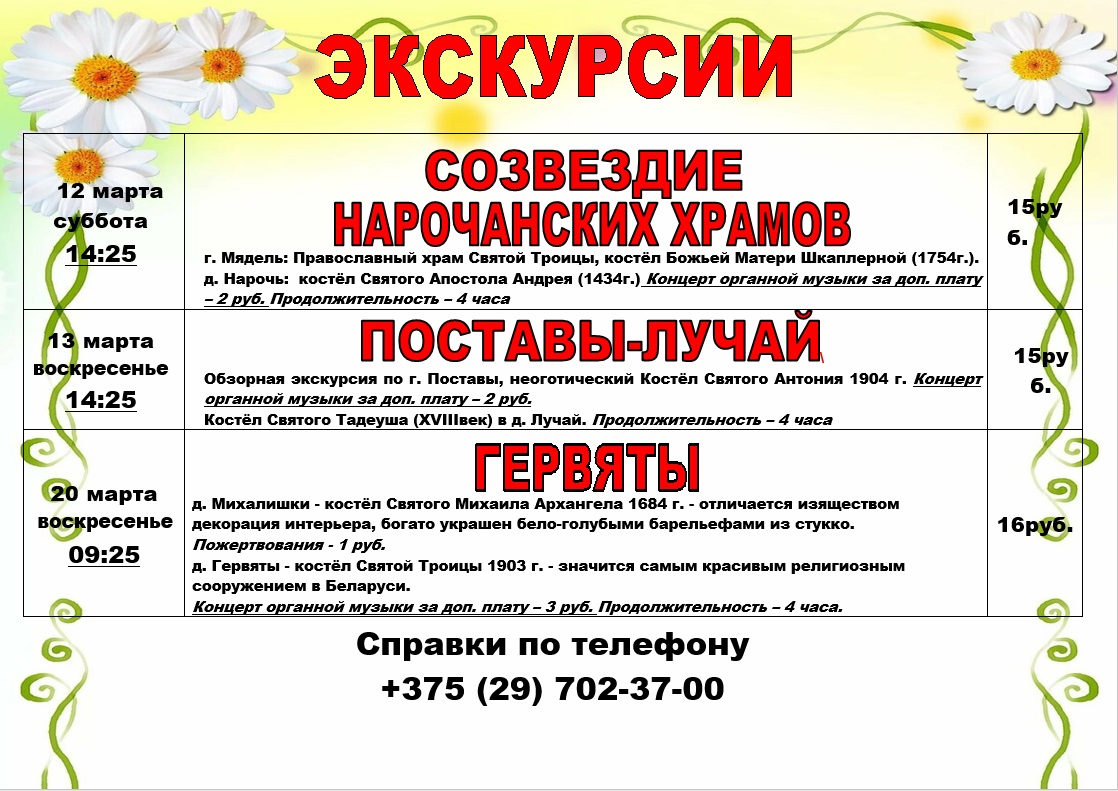 ЭКСКУРСИИ
12 марта
суббота
14:25
СОЗВЕЗДИЕ
НАРОЧАНСКИХ ХРАМОВ
г. Мядель: Православный храм Святой Троицы, костёл Божьей Матери Шкаплерной (1754г.).
д. Нарочь: костёл Святого Апостола Андрея (1434г.) Концерт органной музыки за доп. плату
– 2 руб. Продолжительность – 4 часа
15ру
б.
13 марта
воскресенье
14:25
ПОСТАВЫ-ЛУЧАЙ\
Обзорная экскурсия по г. Поставы, неоготический Костёл Святого Антония 1904 г. Концерт
органной музыки за доп. плату – 2 руб.
Костёл Святого Тадеуша (XVIIIвек) в д. Лучай. Продолжительность – 4 часа
15ру
б.
20 марта
воскресенье
09:25
ГЕРВЯТЫ
д. Михалишки - костёл Святого Михаила Архангела 1684 г. - отличается изяществом
декорация интерьера, богато украшен бело-голубыми барельефами из стукко.
Пожертвования - 1 руб.
д. Гервяты - костёл Святой Троицы 1903 г. - значится самым красивым религиозным
сооружением в Беларуси.
Концерт органной музыки за доп. плату – 3 руб. Продолжительность – 4 часа.
16руб.
Справки по телефону
+375 (29) 702-37-00